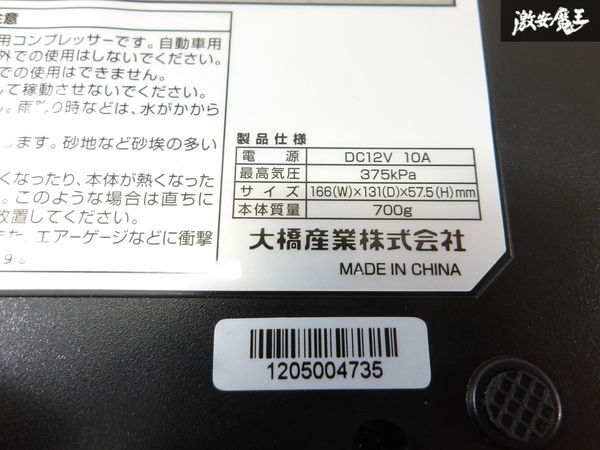 激安魔王
注意
用コンプレッサーです。自動車用
外での使用はしないでください。
での使用はできません。
して稼動させないでください。
ん。雨降り時などは、水がかから
します。砂地など砂埃の多い
くなったり、本体が熱くなった
。このような場合は直ちに
放置してください。
また、エアーゲージなどに衝撃
す。
製品仕様
電源 DC12V 10A
最高気圧 375kPa
サイズ 166(W)×131(D)×57.5(H)mm
本体質量 700g
大橋産業株式会社
MADE IN CHINA
1205004735